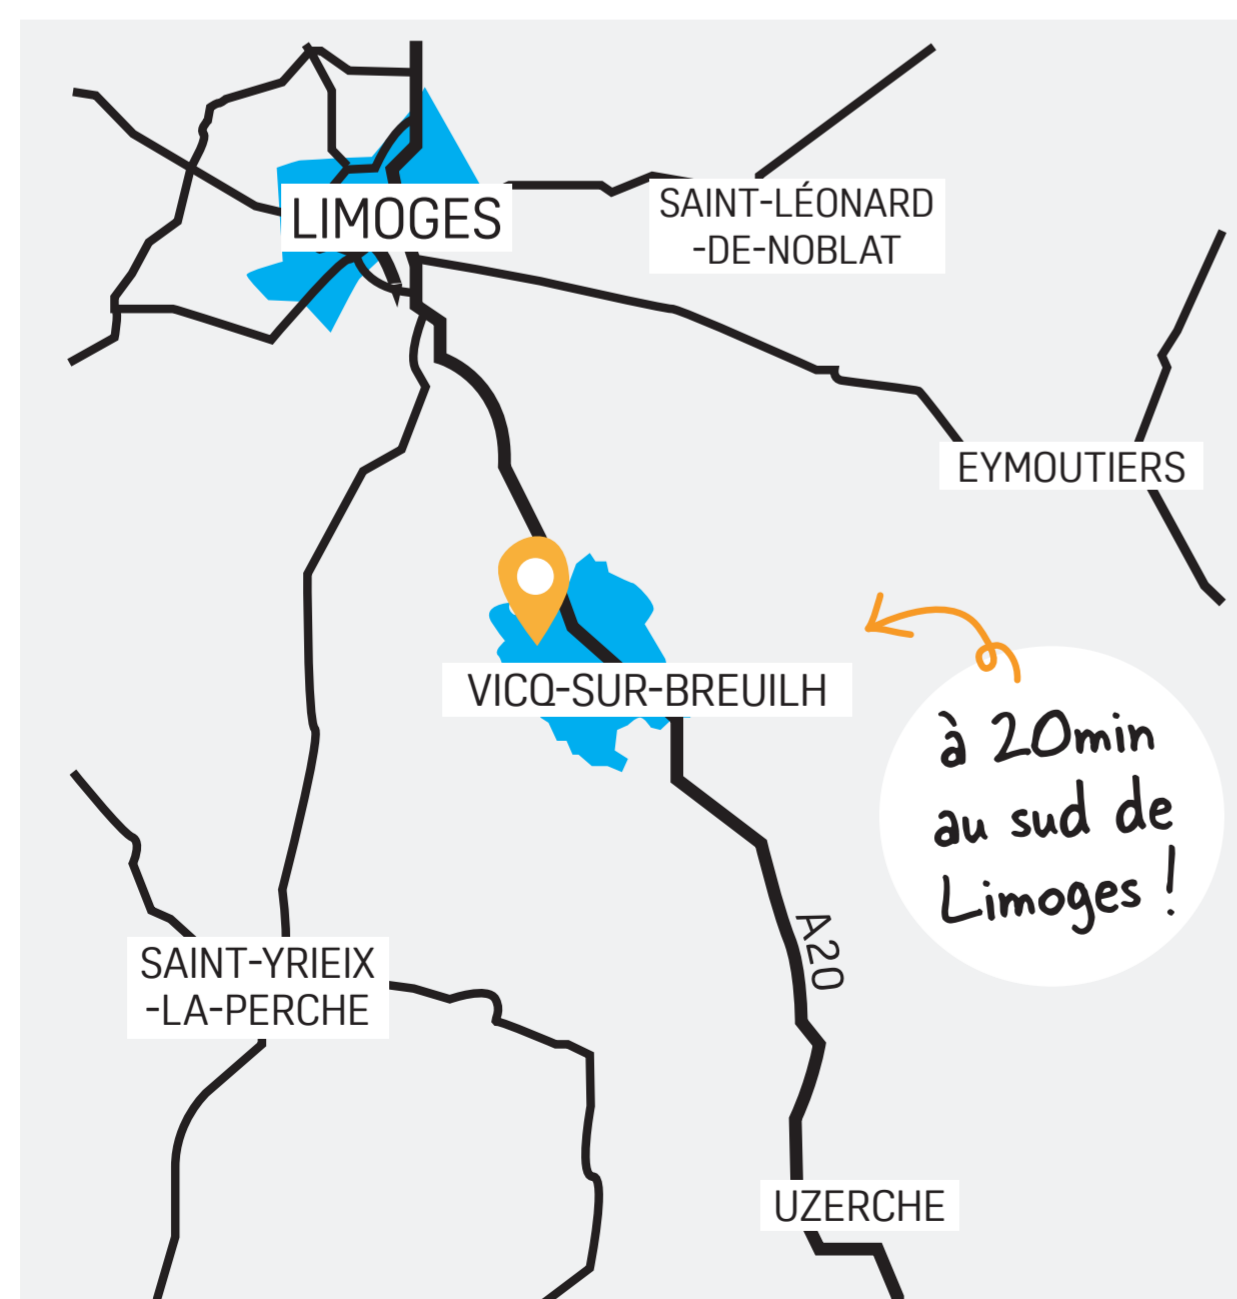 LIMOGES
SAINT-LÉONARD
-DE-NOBLAT
EYMOUTIERS
VICQ-SUR-BREUILH
à 20min
au sud de
Limoges !
A20
SAINT-YRIEIX
-LA-PERCHE
UZERCHE